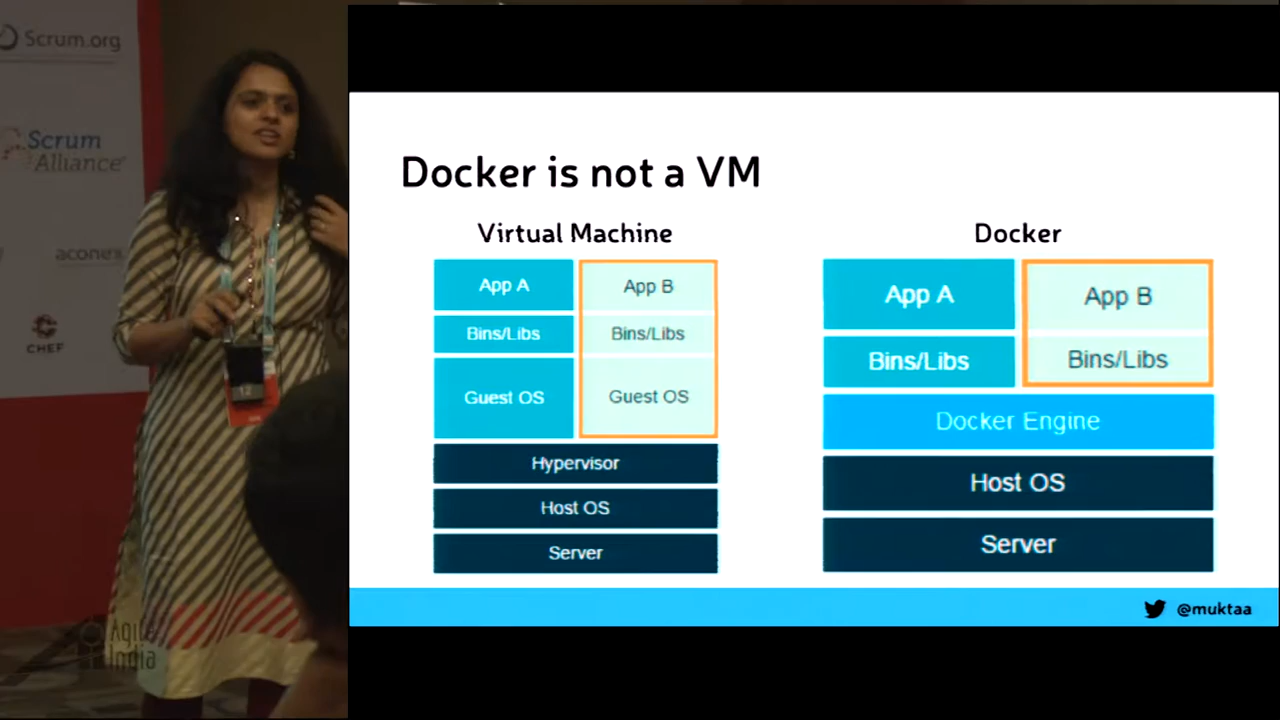 Scrum.org
Scrum
Alliance
aconex
CHEF
12
Agile
India
Docker is not a VM
Virtual Machine
App A
App B
Bins/Libs
Bins/Libs
Guest OS
Guest OS
Hypervisor
Host OS
Server
Docker
App A
App B
Bins/Libs
Bins/Libs
Docker Engine
Host OS
Server
@muktaa